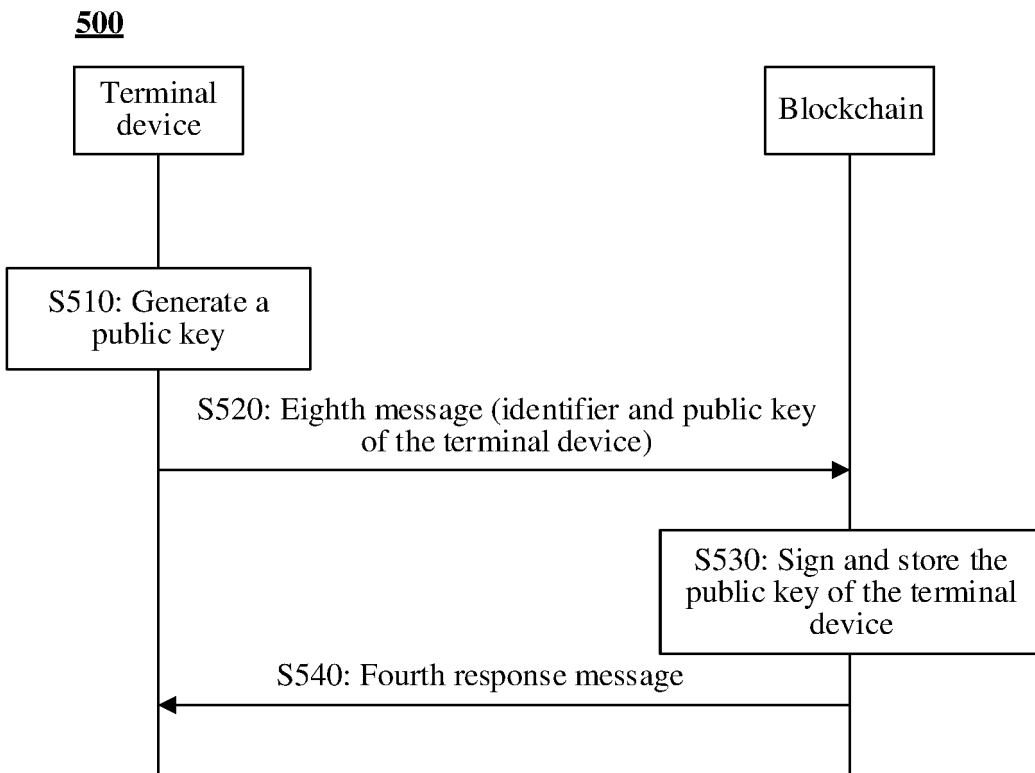 500
Terminal
device
Blockchain
S510: Generate a
public key
S520: Eighth message (identifier and public key
of the terminal device)
S530: Sign and store the
public key of the terminal
device
S540: Fourth response message